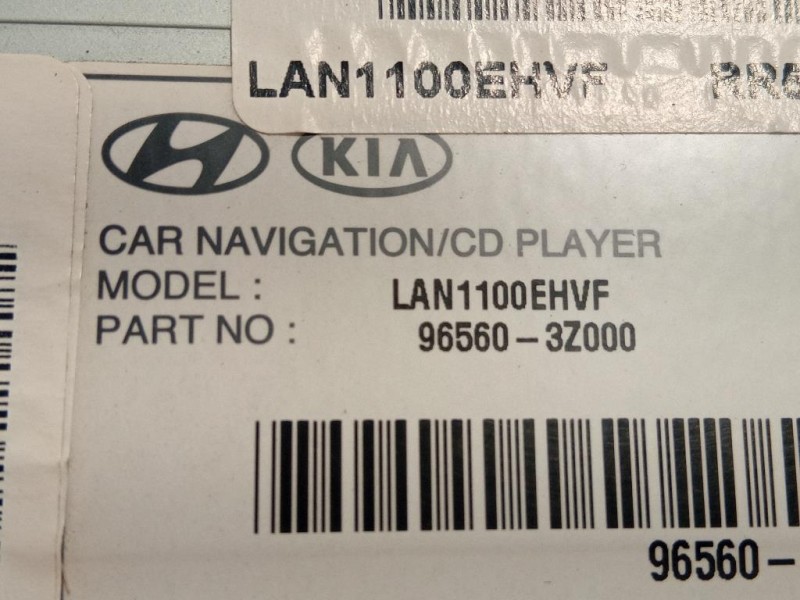 LAN1100EHVF
KIA
CAR NAVIGATION/CD PLAYER
MODEL : LAN1100EHVF
PART NO : 96560-3Z000
96560-